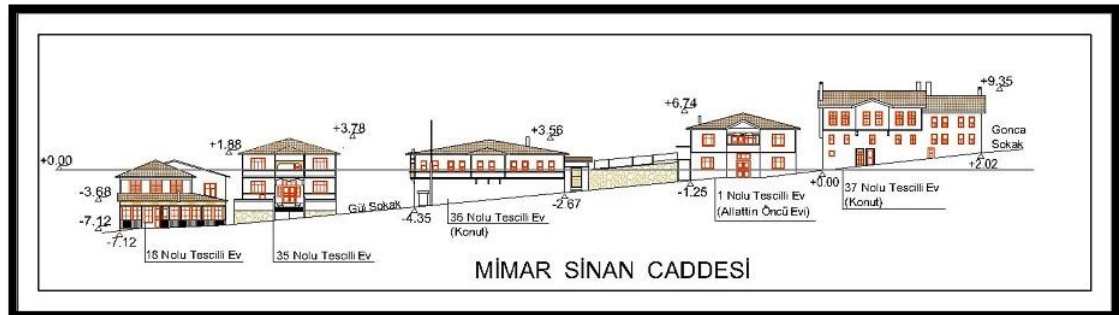 +9.35
+6.74
Gonca
Sokak
+3.78
+3.56
+1.88
±0.00
+2.02
-3.68
±0.00
-1.25
37 Nolu Tescilli Ev
(Konut)
1 Nolu Tescilli Ev
(Allattin Öncü Evi)
-2.67
Gül Sokak
-4.35
36 Nolu Tescilli Ev
(Konut)
-7.12
-7.12
18 Nolu Tescilli Ev
35 Nolu Tescilli Ev
MİMAR SİNAN CADDESİ